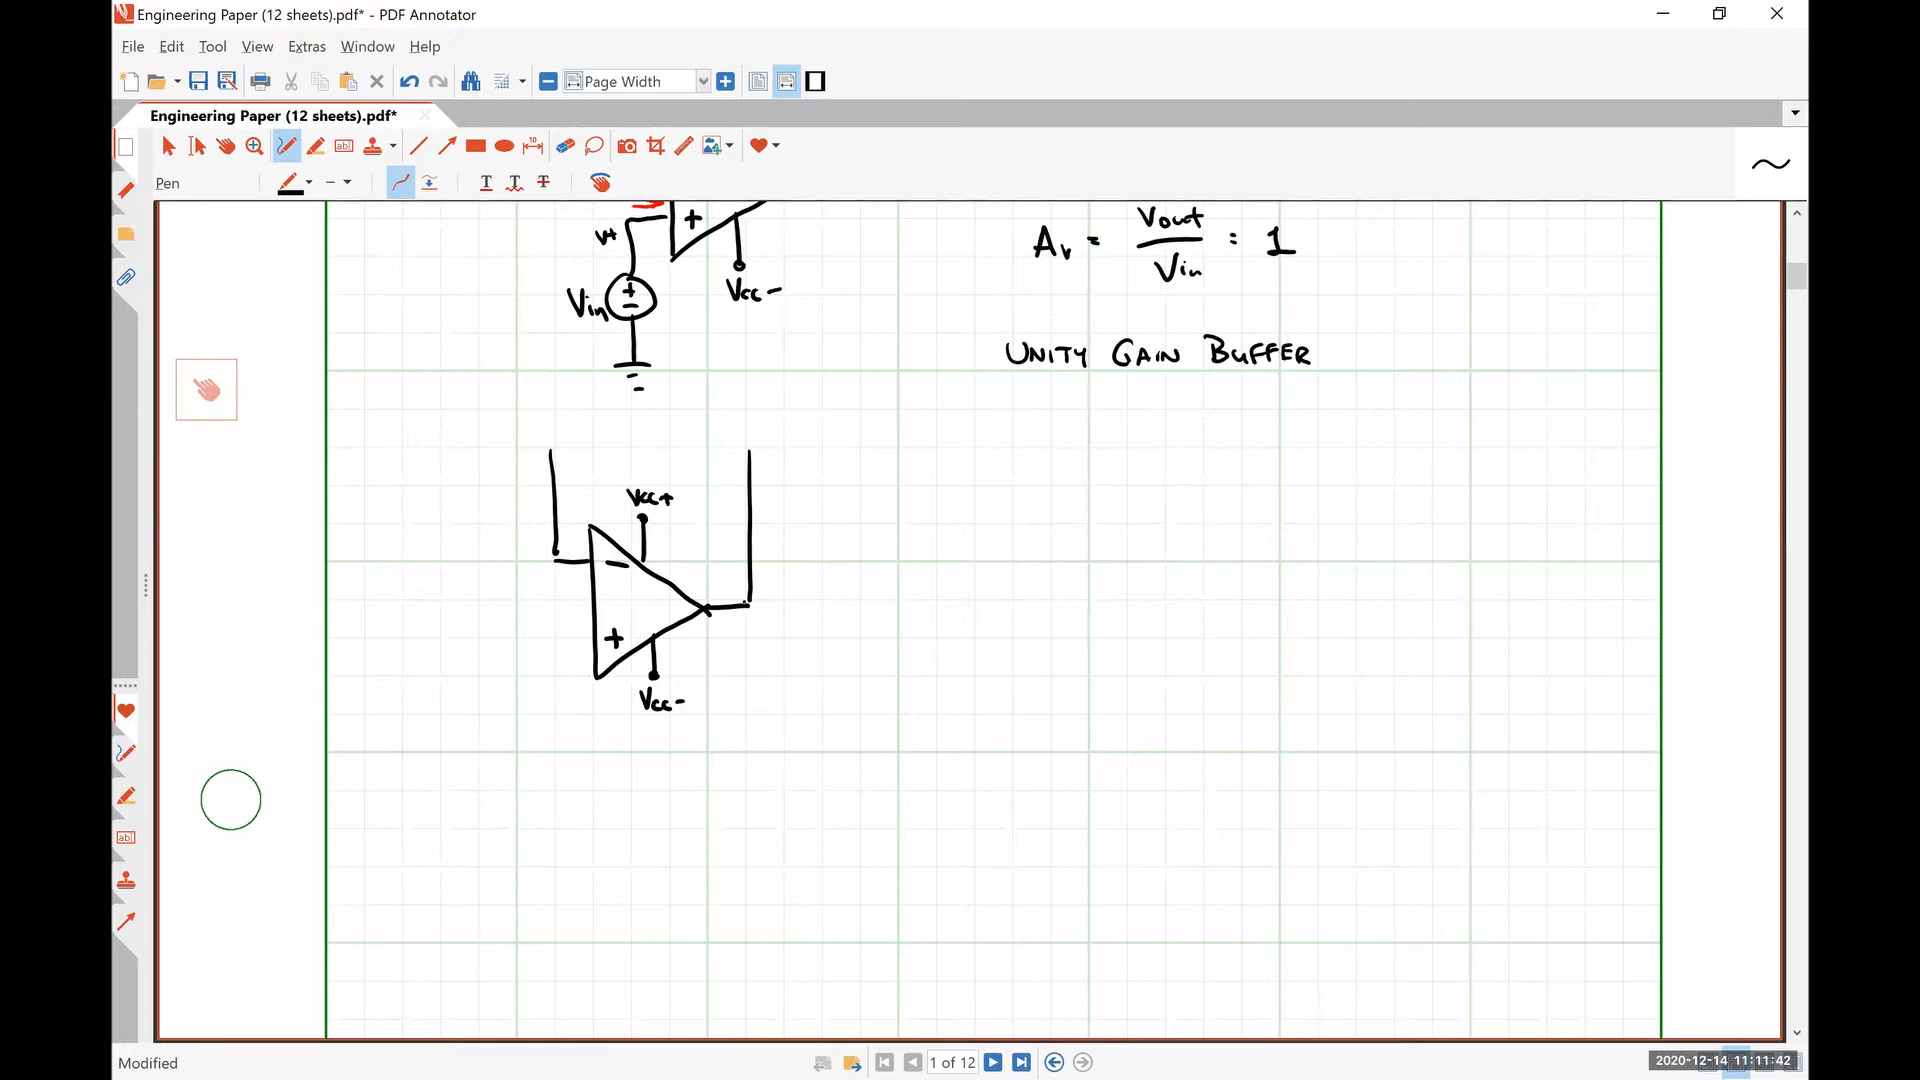 Engineering Paper (12 sheets).pdf* - PDF Annotator
File Edit Tool View Extras Window Help
Page Width
Engineering Paper (12 sheets).pdf*
Pen
V+
+
Vcc-
Vin
+
-
Av = Vout / Vin = 1
UNITY GAIN BUFFER
Vcc+
-
+
Vcc-
Modified
1 of 12
2020-12-14 11:11:42